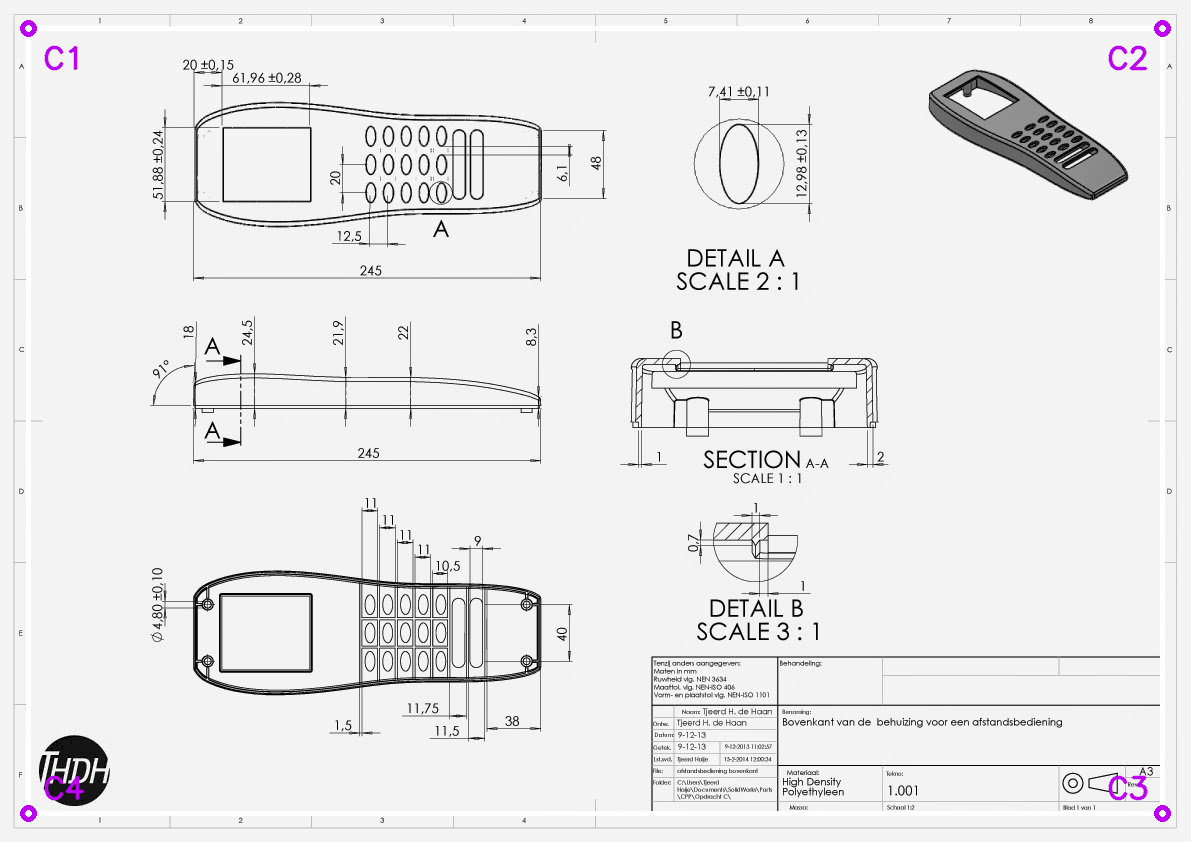 1 2 3 4 5 6 7 8
C1
C2
A
A
20 ±0,15
61,96 ±0,28
51,88 ±0,24
20
12,5
6,1
48
A
245
7,41 ±0,11
12,98 ±0,13
DETAIL A
SCALE 2 : 1
B
B
C
C
18
24,5
21,9
22
8,3
91°
A
A
245
B
1
2
SECTION A-A
SCALE 1 : 1
D
D
11
11
11
11
10,5
9
Ø 4,80 ±0,10
40
11,75
1,5
11,5
38
1
0,7
1
DETAIL B
SCALE 3 : 1
E
E
Tenzij anders aangegeven:
Maten in mm
Ruwheid vlg. NEN 3634
Maattol. vlg. NEN-ISO 406
Vorm- en plaatstol vlg. NEN-ISO 1101
Behandeling:
Naam: Tjeerd H. de Haan
Ontw. Tjeerd H. de Haan
Datum: 9-12-13
Getek. 9-12-13 9-12-2013 11:02:57
Lst.svd. Tjeerd Haije 15-2-2014 12:00:34
File: afstandsbediening bovenkant
Folder: C:\Users\Tjeerd
Haije\Documents\SolidWorks\Parts
\CPP\Opdracht C\
Benaming:
Bovenkant van de behuizing voor een afstandsbediening
Materiaal:
High Density
Polyethyleen
Massa:
Tekno:
1.001
Schaal 1:2
A3
Blad 1 van 1
F
F
THDH
C4
C3
1 2 3 4